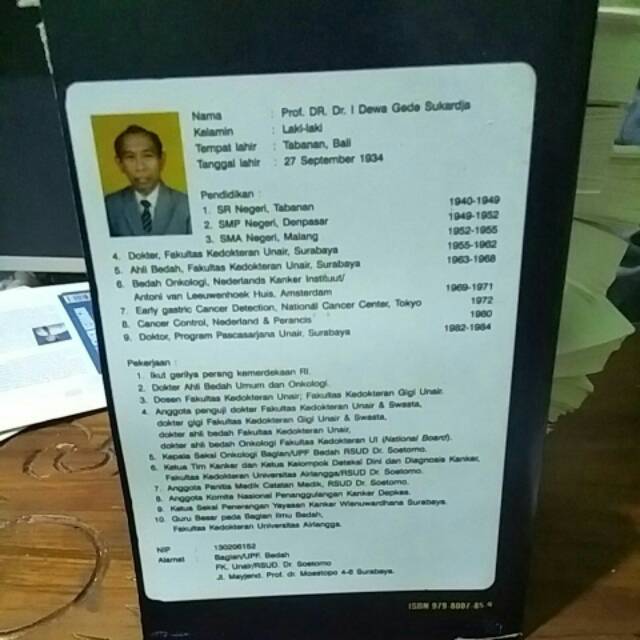 Nama : Prof. DR. Dr. I Dewa Gede Sukardja
Kelamin : Laki-laki
Tempat lahir : Tabanan, Bali
Tanggal lahir : 27 September 1934
Pendidikan :
1. SR Negeri, Tabanan 1940-1949
2. SMP Negeri, Denpasar 1949-1952
3. SMA Negeri, Malang 1952-1955
4. Dokter, Fakultas Kedokteran Unair, Surabaya 1955-1962
5. Ahli Bedah, Fakultas Kedokteran Unair, Surabaya 1963-1968
6. Bedah Onkologi, Nederlands Kanker Instituut/
Antoni van Leeuwenhoek Huis, Amsterdam 1969-1971
7. Early gastric Cancer Detection, National Cancer Center, Tokyo 1972
8. Cancer Control, Nederland & Perancis 1980
9. Doktor, Program Pascasarjana Unair, Surabaya 1982-1984
Pekerjaan :
1. Ikut gerilya perang kemerdekaan RI.
2. Dokter Ahli Bedah Umum dan Onkologi.
3. Dosen Fakultas Kedokteran Unair; Fakultas Kedokteran Gigi Unair.
4. Anggota penguji dokter Fakultas Kedokteran Unair & Swasta,
dokter gigi Fakultas Kedokteran Gigi Unair & Swasta,
dokter ahli bedah Fakultas Kedokteran Unair,
dokter ahli bedah Onkologi Fakultas Kedokteran UI (National Board).
5. Kepala Seksi Onkologi Bagian/UPF Bedah RSUD Dr. Soetomo.
6. Ketua Tim Kanker dan Ketua Kelompok Deteksi Dini dan Diagnosis Kanker,
Fakultas Kedokteran Universitas Airlangga/RSUD Dr. Soetomo.
7. Anggota Panitia Medik Catatan Medik, RSUD Dr. Soetomo.
8. Anggota Komite Nasional Penanggulangan Kanker Depkes.
9. Ketua Seksi Penerangan Yayasan Kanker Wisnuwardhana Surabaya.
10. Guru Besar pada Bagian Ilmu Bedah,
Fakultas Kedokteran Universitas Airlangga.
NIP : 130206152
Alamat : Bagian/UPF. Bedah
FK. Unair/RSUD. Dr. Soetomo
Jl. Mayjend. Prof. dr. Moestopo 4-8 Surabaya.
ISBN 979 8007-85-9